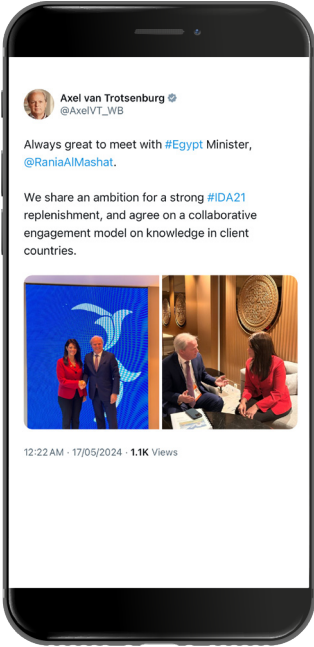 Axel van Trotsenburg
@AxelVT_WB
Always great to meet with #Egypt Minister,
@RaniaAlMashat.
We share an ambition for a strong #IDA21
replenishment, and agree on a collaborative
engagement model on knowledge in client
countries.
12:22 AM · 17/05/2024 · 1.1K Views